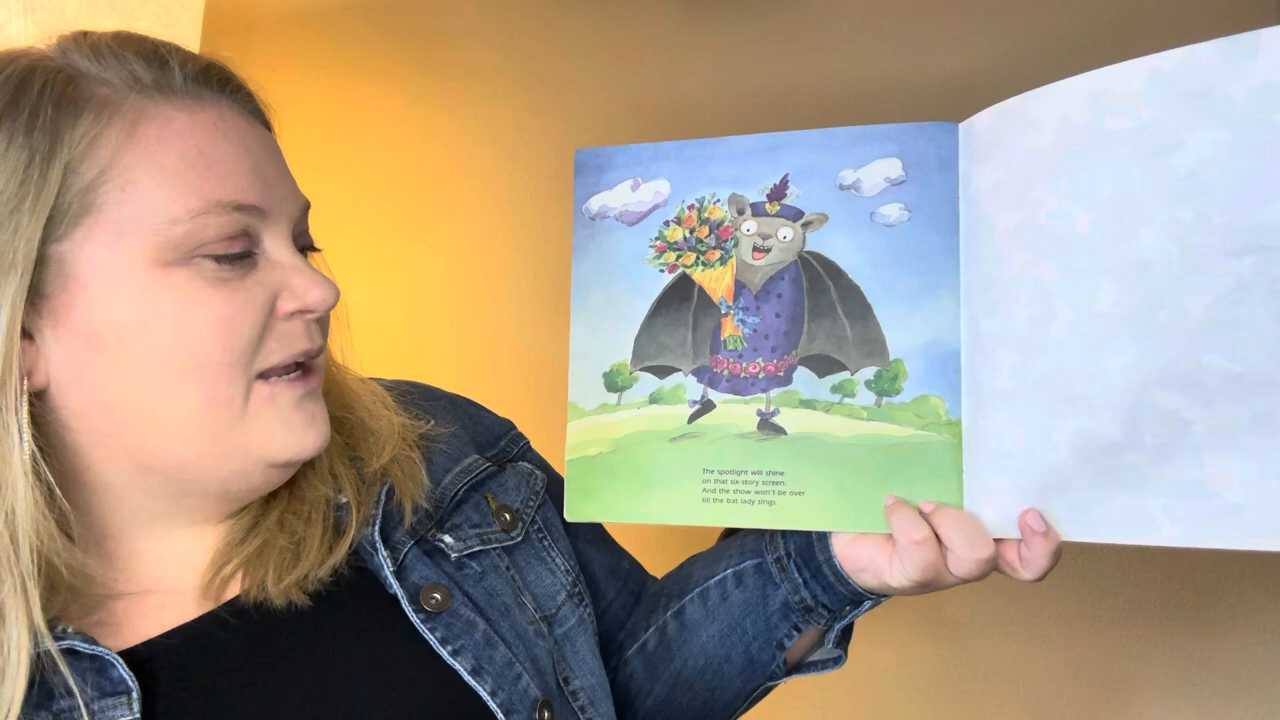 The spotlight will shine
on that six-story screen.
And the show won't be over
till the bat lady sings.